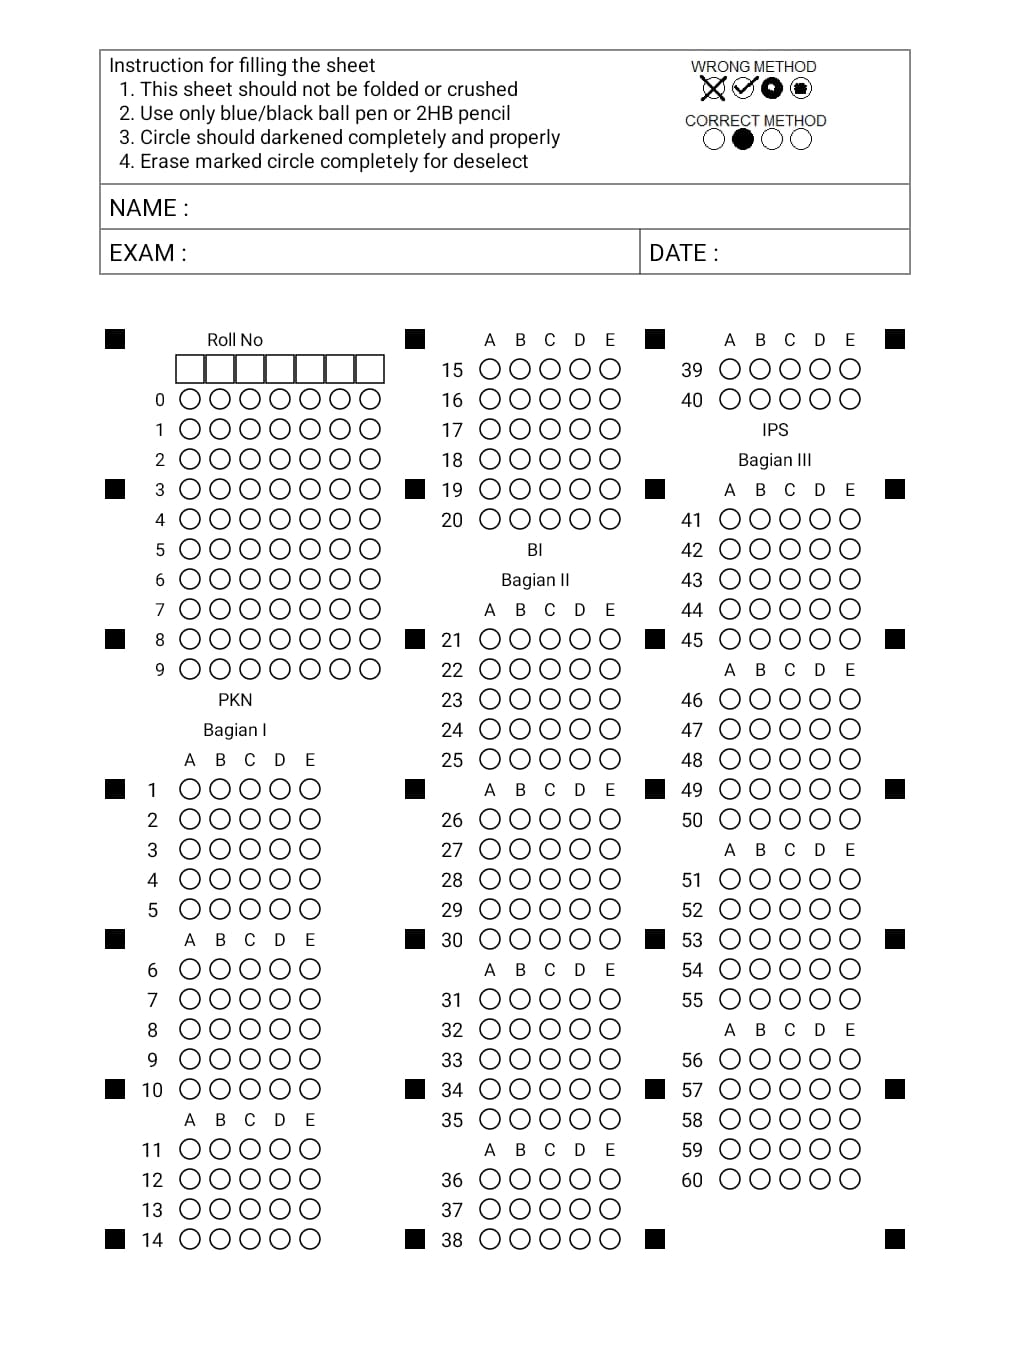 Instruction for filling the sheet
1. This sheet should not be folded or crushed
2. Use only blue/black ball pen or 2HB pencil
3. Circle should darkened completely and properly
4. Erase marked circle completely for deselect
WRONG METHOD
CORRECT METHOD
NAME :
EXAM :
DATE :
Roll No
0
1
2
3
4
5
6
7
8
9
PKN
Bagian I
A B C D E
1
2
3
4
5
A B C D E
6
7
8
9
10
A B C D E
11
12
13
14
A B C D E
15
16
17
18
19
20
BI
Bagian II
A B C D E
21
22
23
24
25
A B C D E
26
27
28
29
30
A B C D E
31
32
33
34
35
A B C D E
36
37
38
A B C D E
39
40
IPS
Bagian III
A B C D E
41
42
43
44
45
A B C D E
46
47
48
49
50
A B C D E
51
52
53
54
55
A B C D E
56
57
58
59
60